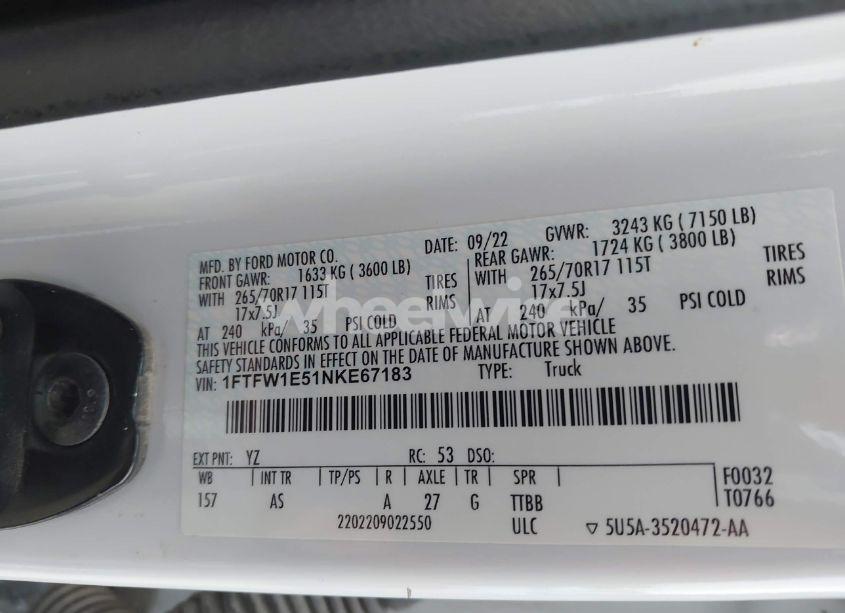 MFD. BY FORD MOTOR CO. DATE: 09/22 GVWR: 3243 KG ( 7150 LB)
FRONT GAWR: 1633 KG ( 3600 LB) REAR GAWR: 1724 KG ( 3800 LB)
WITH 265/70R17 115T TIRES WITH 265/70R17 115T TIRES
17x7.5J RIMS 17x7.5J RIMS
AT 240 kPa/ 35 PSI COLD AT 240 kPa/ 35 PSI COLD
THIS VEHICLE CONFORMS TO ALL APPLICABLE FEDERAL MOTOR VEHICLE
SAFETY STANDARDS IN EFFECT ON THE DATE OF MANUFACTURE SHOWN ABOVE.
VIN: 1FTFW1E51NKE67183 TYPE: Truck
EXT PNT: YZ RC: 53 DSO:
WB INT TR TP/PS R AXLE TR SPR F0032
157 AS A 27 G TTBB T0766
2202209022550 ULC ▽ 5U5A-3520472-AA
wheelwise